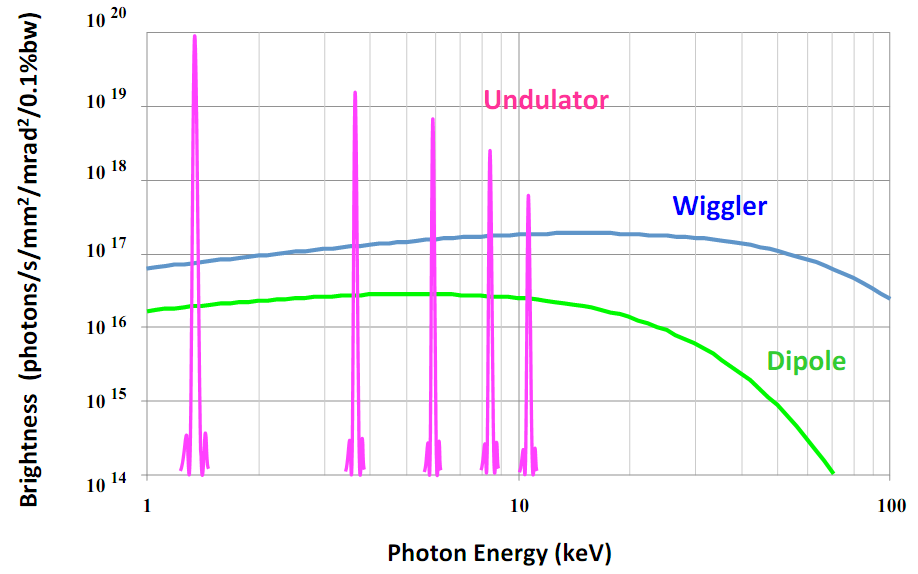 Brightness (photons/s/mm²/mrad²/0.1%bw)
10 20
10 19
10 18
10 17
10 16
10 15
10 14
Undulator
Wiggler
Dipole
1
10
100
Photon Energy (keV)